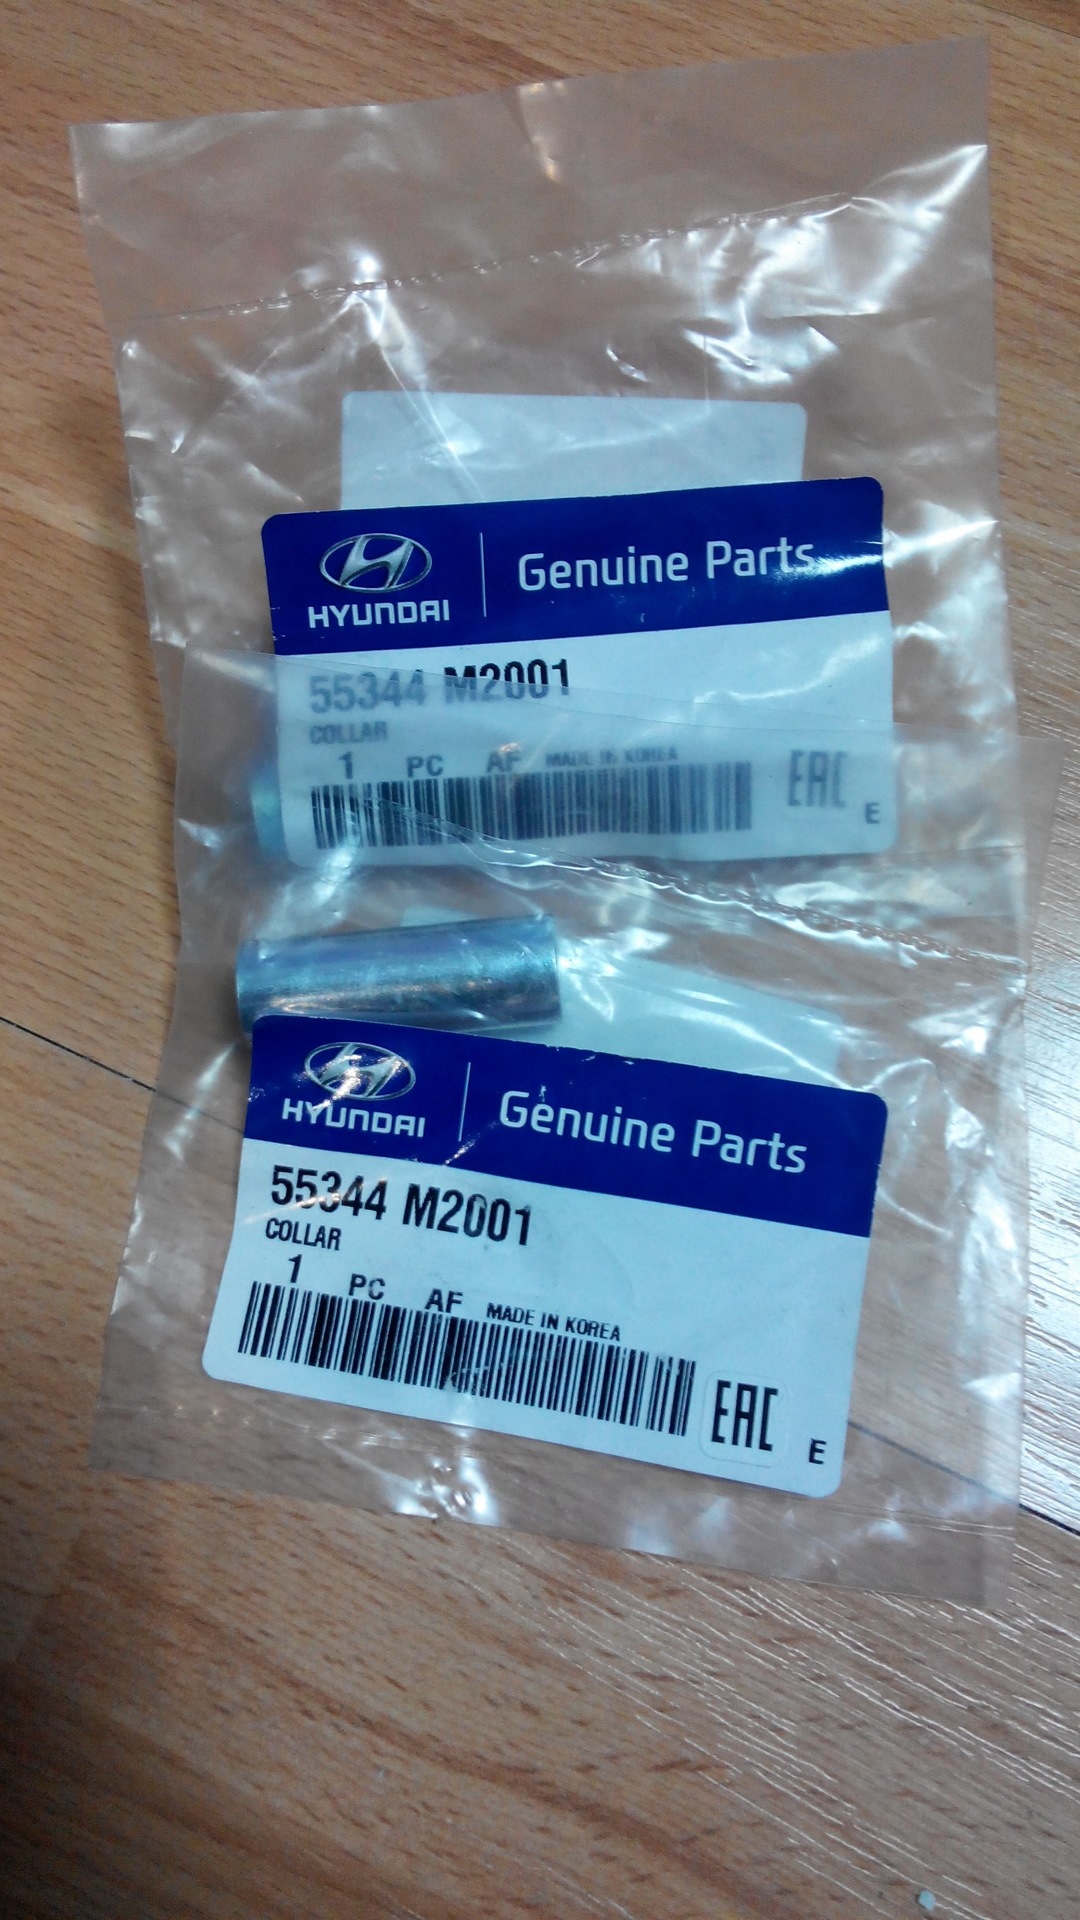 HYUNDAI
Genuine Parts
55344 M2001
COLLAR
1 PC AF MADE IN KOREA
EAC
E
HYUNDAI
Genuine Parts
55344 M2001
COLLAR
1 PC AF MADE IN KOREA
EAC
E